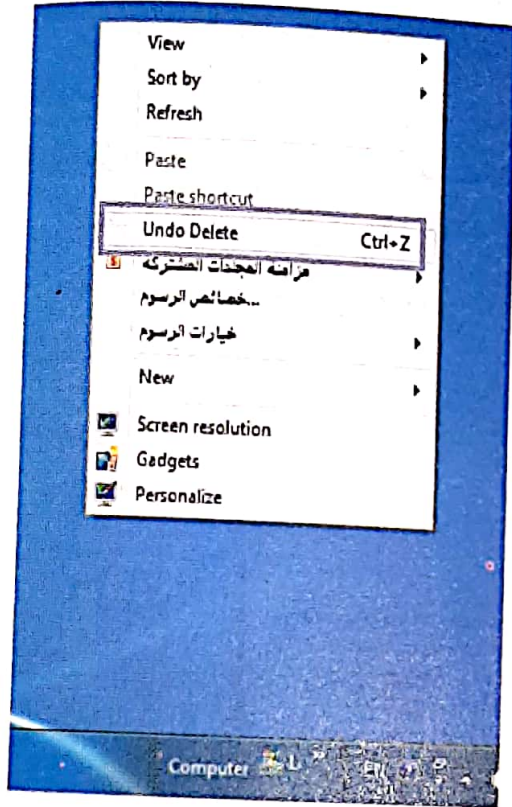 View
Sort by
Refresh
Paste
Paste shortcut
Undo Delete Ctrl+Z
مزامنة المجلدات المشتركة
خصائص الرسوم...
خيارات الرسوم
New
Screen resolution
Gadgets
Personalize
Computer